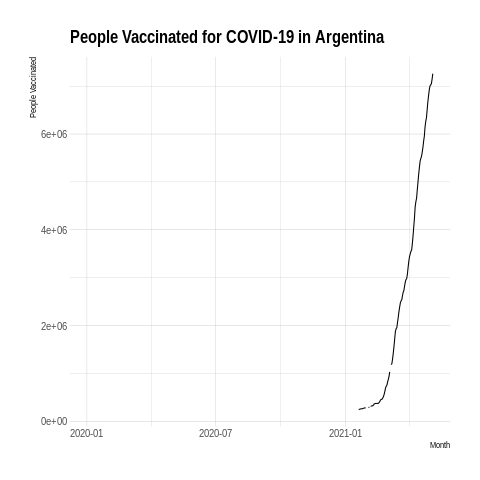 People Vaccinated for COVID-19 in Argentina
People Vaccinated
6e+06
4e+06
2e+06
0e+00
2020-01
2020-07
2021-01
Month